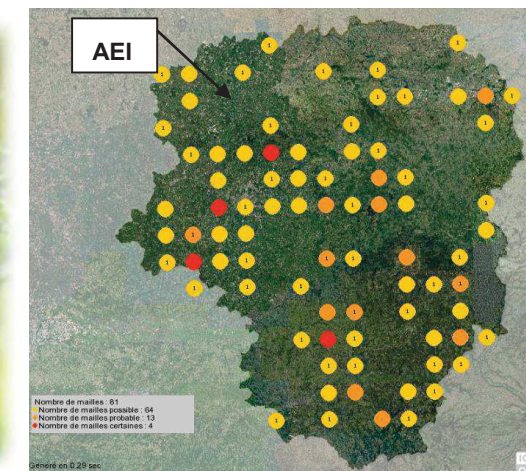 AEI
Nombre de mailles : 81
Nombre de mailles possible : 64
Nombre de mailles probable : 13
Nombre de mailles certaines : 4
Généré en 0.29 sec.